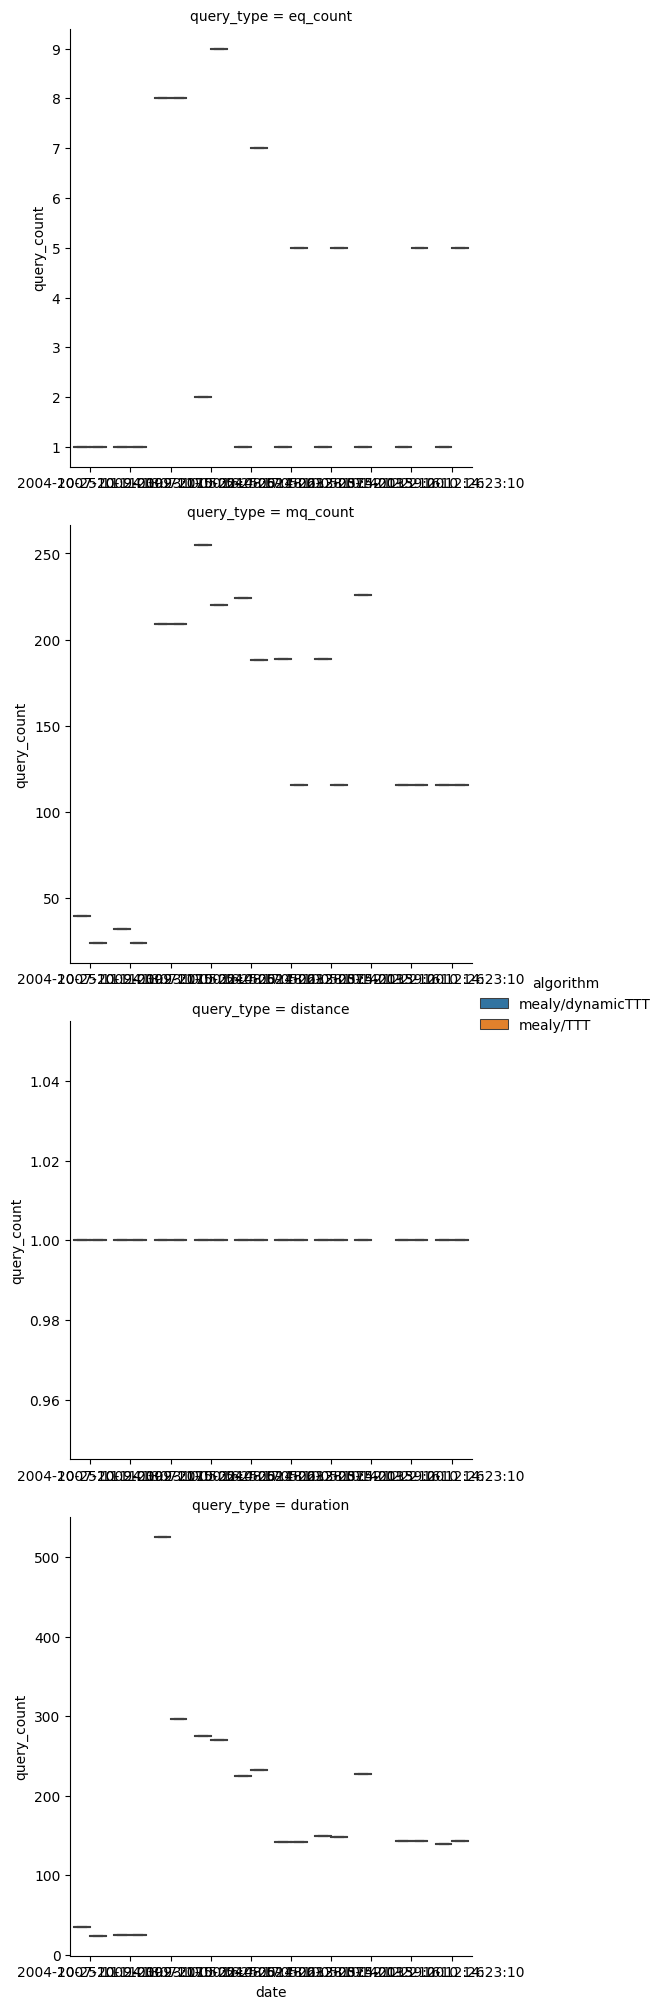 query_type = eq_count
9
8
7
6
5
4
3
2
1
query_count
query_type = mq_count
250
200
150
100
50
query_count
algorithm
mealy/dynamicTTT
mealy/TTT
query_type = distance
1.04
1.02
1.00
0.98
0.96
query_count
query_type = duration
500
400
300
200
100
0
query_count
date